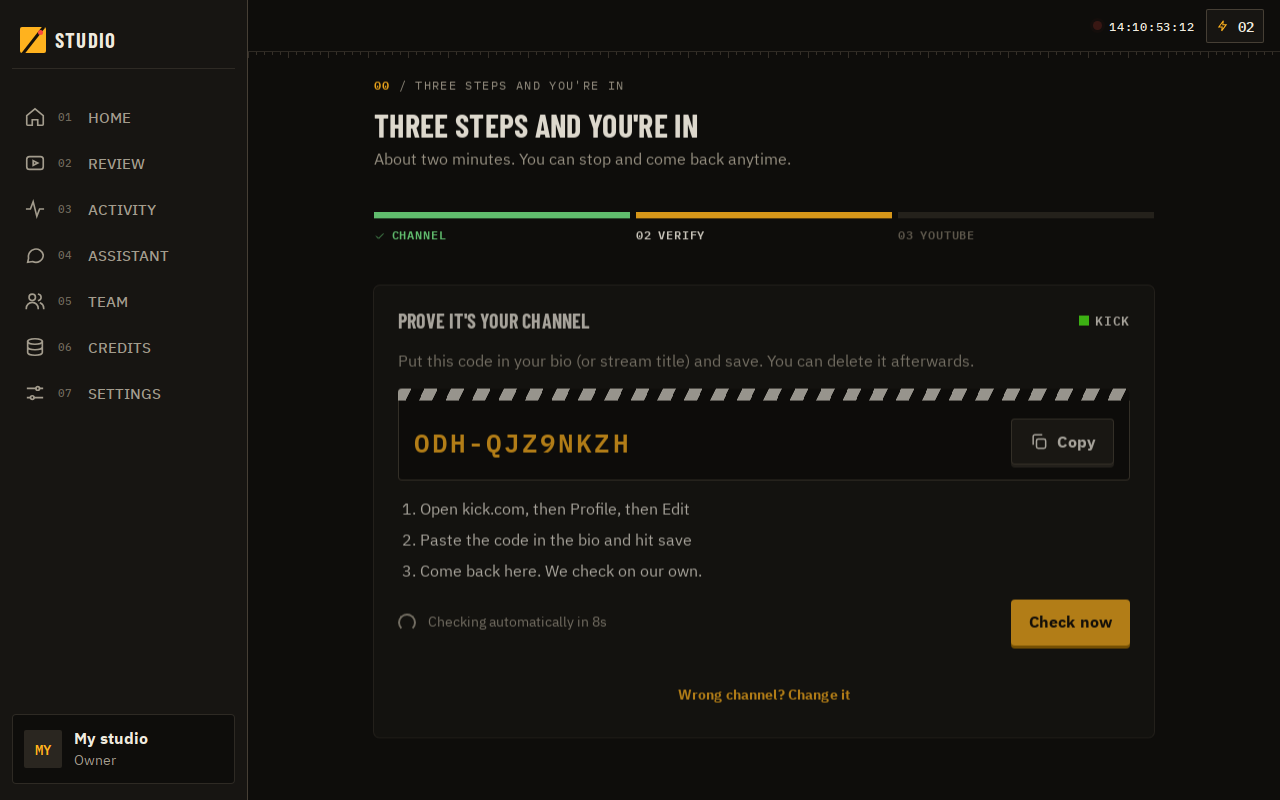 STUDIO
14:10:53:12
02
01 HOME
02 REVIEW
03 ACTIVITY
04 ASSISTANT
05 TEAM
06 CREDITS
07 SETTINGS
MY
My studio
Owner
00 / THREE STEPS AND YOU'RE IN
THREE STEPS AND YOU'RE IN
About two minutes. You can stop and come back anytime.
CHANNEL
02 VERIFY
03 YOUTUBE
PROVE IT'S YOUR CHANNEL
KICK
Put this code in your bio (or stream title) and save. You can delete it afterwards.
ODH-QJZ9NKZH
Copy
1. Open kick.com, then Profile, then Edit
2. Paste the code in the bio and hit save
3. Come back here. We check on our own.
Checking automatically in 8s
Check now
Wrong channel? Change it